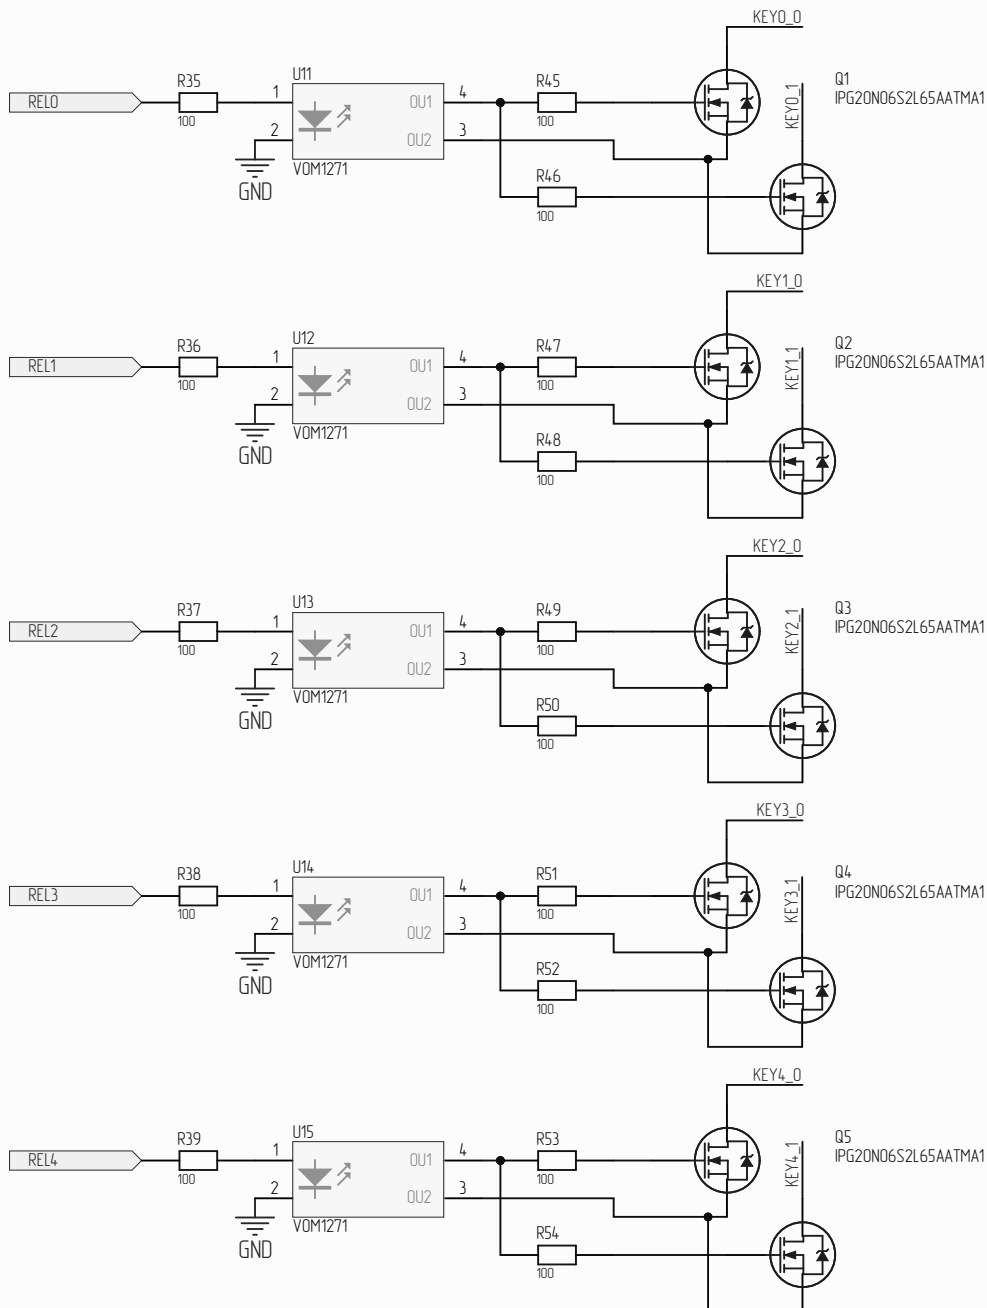 KEY0_0
R35
U11
R45
Q1
IPG20N06S2L65AATMA1
REL0
1
OU1
4
KEY0_1
100
100
2
OU2
3
VOM1271
GND
R46
100
KEY1_0
R36
U12
R47
Q2
IPG20N06S2L65AATMA1
REL1
1
OU1
4
KEY1_1
100
100
2
OU2
3
VOM1271
GND
R48
100
KEY2_0
R37
U13
R49
Q3
IPG20N06S2L65AATMA1
REL2
1
OU1
4
KEY2_1
100
100
2
OU2
3
VOM1271
GND
R50
100
KEY3_0
R38
U14
R51
Q4
IPG20N06S2L65AATMA1
REL3
1
OU1
4
KEY3_1
100
100
2
OU2
3
VOM1271
GND
R52
100
KEY4_0
R39
U15
R53
Q5
IPG20N06S2L65AATMA1
REL4
1
OU1
4
KEY4_1
100
100
2
OU2
3
VOM1271
GND
R54
100